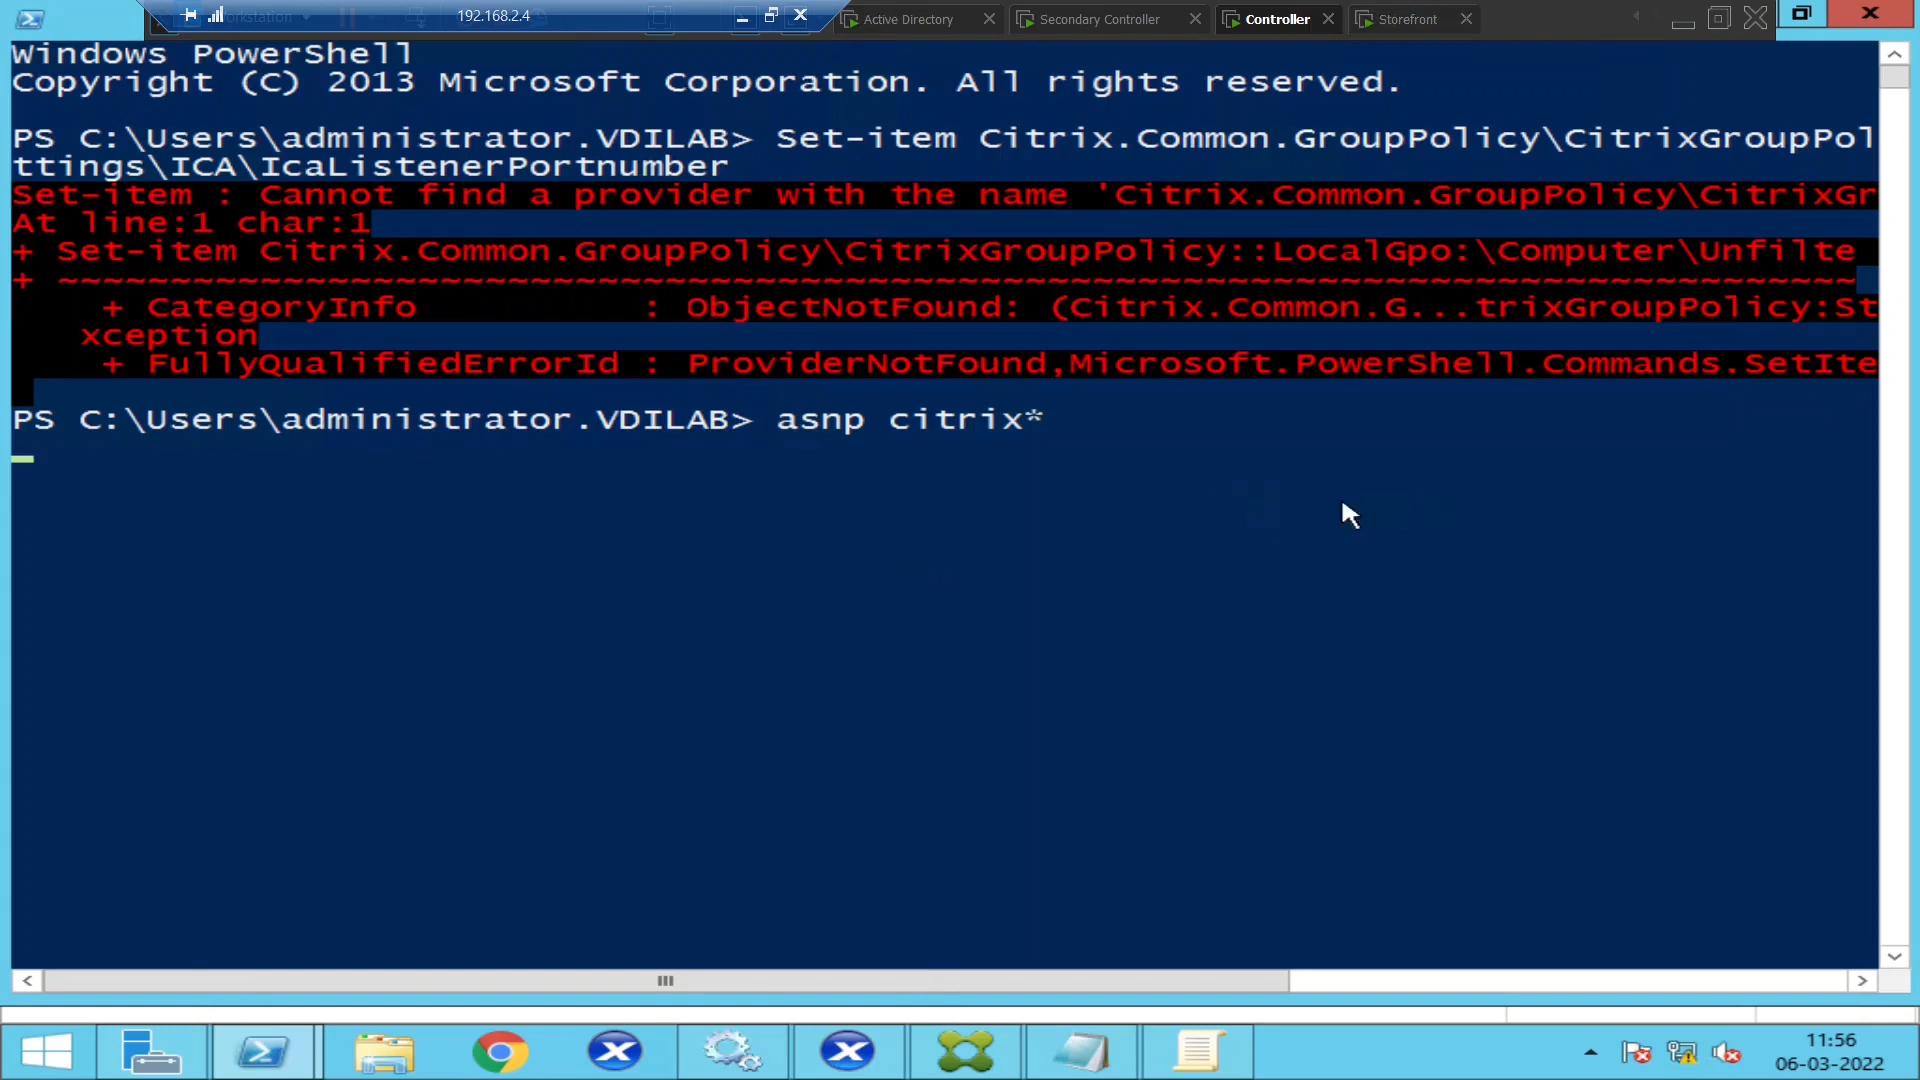 Workstation
192.168.2.4
Active Directory
Secondary Controller
Controller
Storefront
Windows PowerShell
Copyright (C) 2013 Microsoft Corporation. All rights reserved.
PS C:\Users\administrator.VDILAB> Set-item Citrix.Common.GroupPolicy\CitrixGroupPol
ttings\ICA\IcaListenerPortnumber
Set-item : Cannot find a provider with the name 'Citrix.Common.GroupPolicy\CitrixGr
At line:1 char:1
+ Set-item Citrix.Common.GroupPolicy\CitrixGroupPolicy::LocalGpo:\Computer\Unfilte
+ ~~~~~~~~~~~~~~~~~~~~~~~~~~~~~~~~~~~~~~~~~~~~~~~~~~~~~~~~~~~~~~~~~~~~~~~~~~~~~~~~
+ CategoryInfo : ObjectNotFound: (Citrix.Common.G...trixGroupPolicy:St
xception
+ FullyQualifiedErrorId : ProviderNotFound,Microsoft.PowerShell.Commands.SetIte
PS C:\Users\administrator.VDILAB> asnp citrix*
11:56
06-03-2022